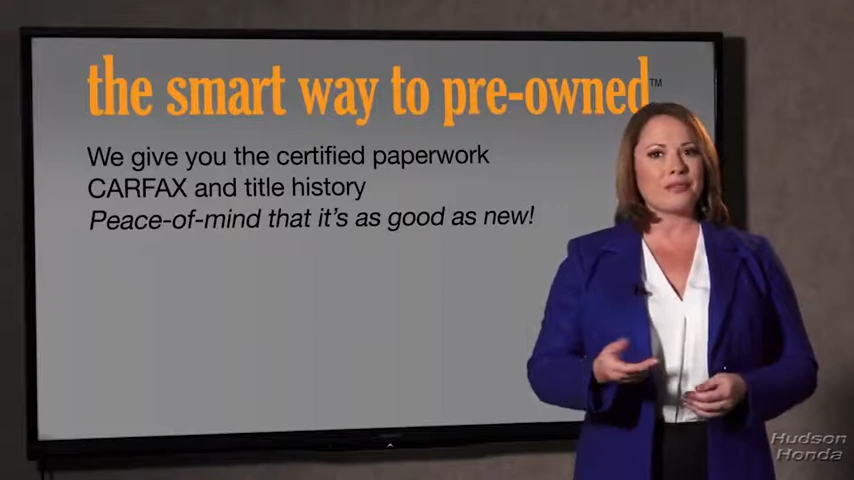 the smart way to pre-owned™
We give you the certified paperwork
CARFAX and title history
Peace-of-mind that it's as good as new!
Hudson
Honda